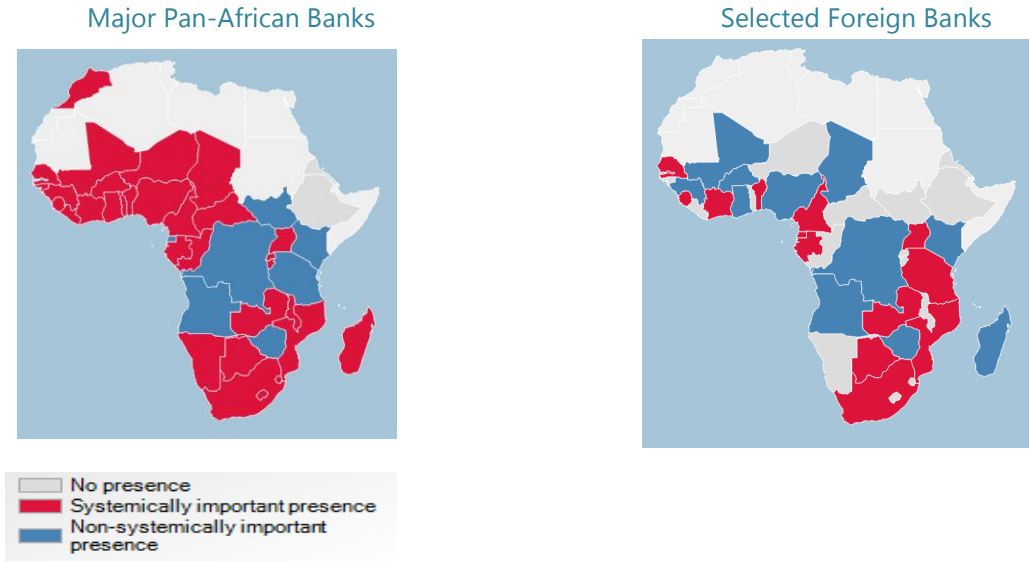 Major Pan-African Banks
Selected Foreign Banks
No presence
Systemically important presence
Non-systemically important
presence